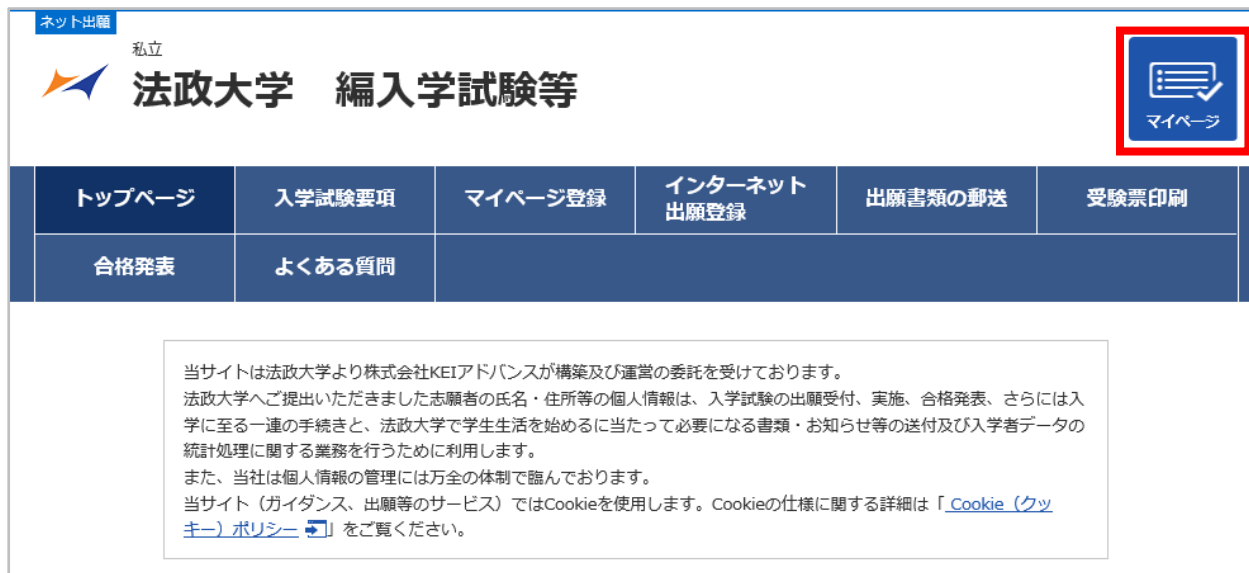 ネット出願
私立
法政大学　編入学試験等
マイページ
トップページ
入学試験要項
マイページ登録
インターネット
出願登録
出願書類の郵送
受験票印刷
合格発表
よくある質問
当サイトは法政大学より株式会社KEIアドバンスが構築及び運営の委託を受けております。
法政大学へご提出いただきました志願者の氏名・住所等の個人情報は、入学試験の出願受付、実施、合格発表、さらには入
学に至る一連の手続きと、法政大学で学生生活を始めるに当たって必要になる書類・お知らせ等の送付及び入学者データの
統計処理に関する業務を行うために利用します。
また、当社は個人情報の管理には万全の体制で臨んでおります。
当サイト（ガイダンス、出願等のサービス）ではCookieを使用します。Cookieの仕様に関する詳細は「 Cookie（クッ
キー）ポリシー 」をご覧ください。